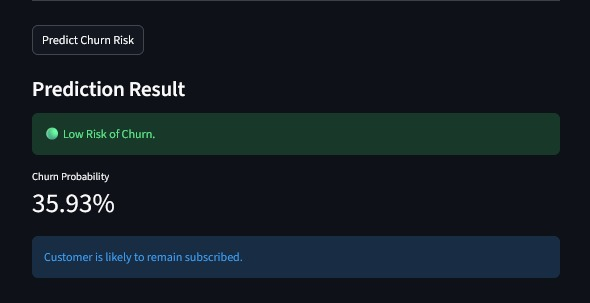 Predict Churn Risk
Prediction Result
Low Risk of Churn.
Churn Probability
35.93%
Customer is likely to remain subscribed.